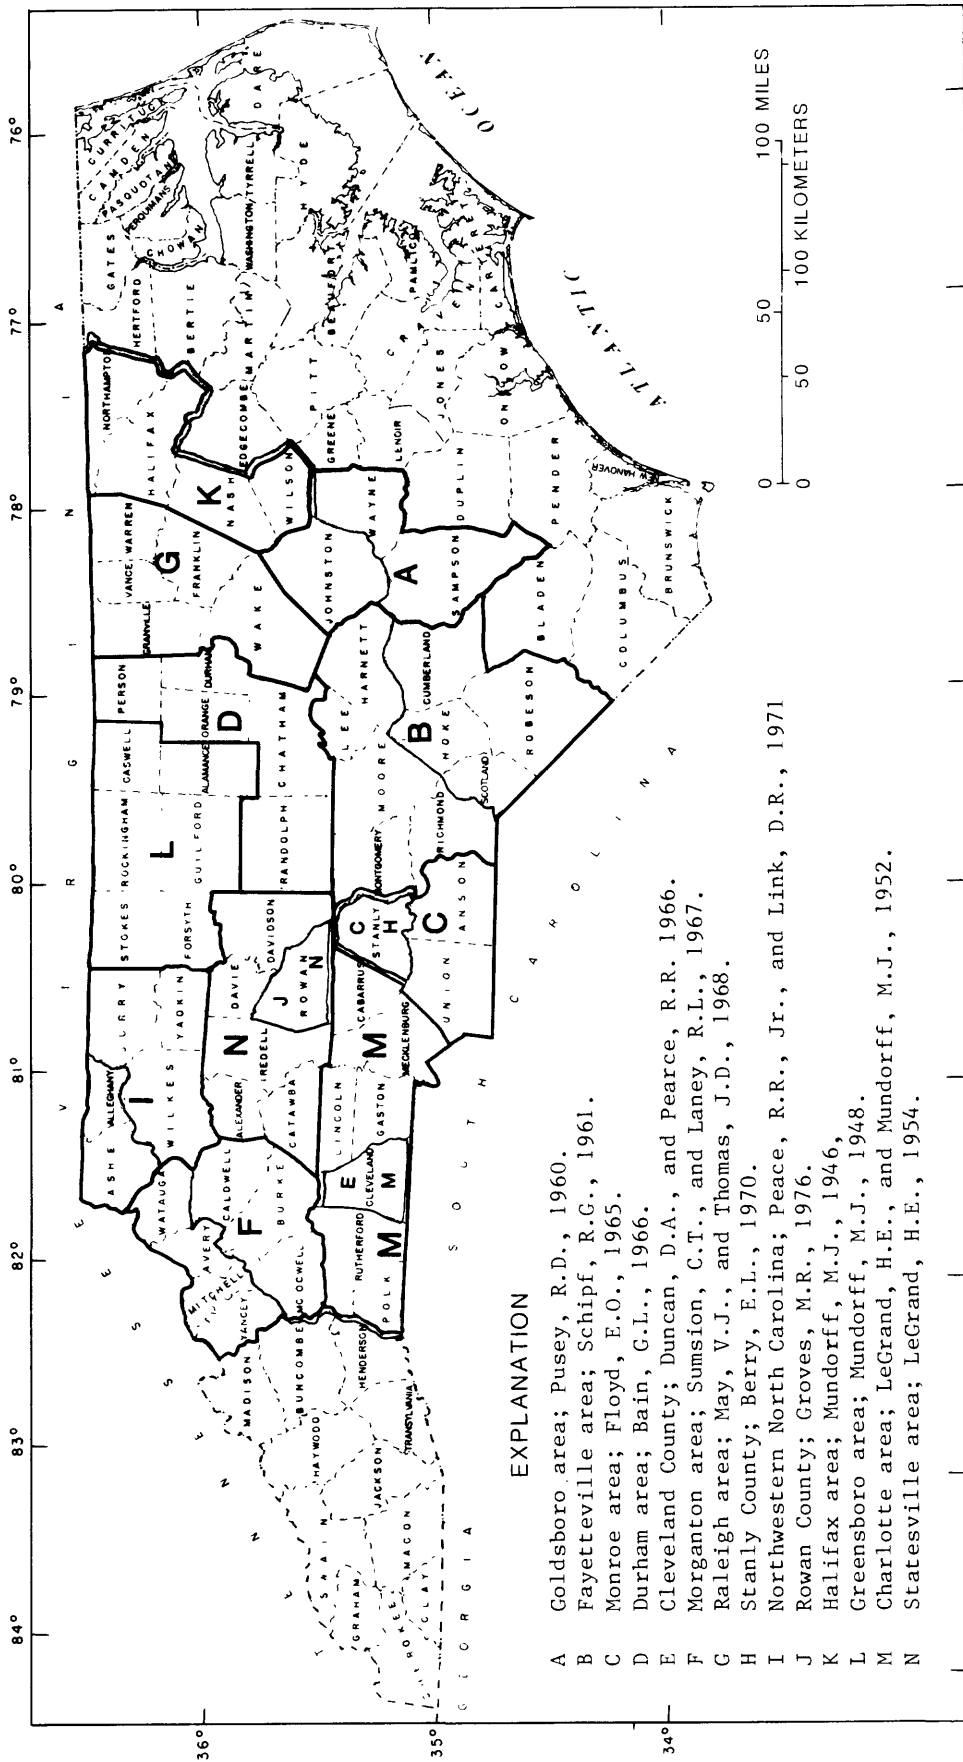 84°
83°
82°
81°
80°
79°
78°
77°
76°
36°
35°
34°
VIRGINIA
TENNESSEE
GEORGIA
SOUTH CAROLINA
ATLANTIC
OCEAN
CURRITUCK
CAMDEN
PASQUOTANK
PERQUIMANS
CHOWAN
GATES
HERTFORD
NORTHAMPTON
BERTIE
HALIFAX
WARREN
VANCE
GRANVILLE
PERSON
CASWELL
ROCKINGHAM
STOKES
SURRY
ALLEGHANY
ASHE
WATAUGA
WILKES
YADKIN
FORSYTH
GUILFORD
ALAMANCE
ORANGE
DURHAM
FRANKLIN
NASH
EDGECOMBE
MARTIN
WASHINGTON
TYRRELL
DARE
HYDE
BEAUFORT
PITT
WILSON
WAKE
CHATHAM
RANDOLPH
DAVIDSON
DAVIE
IREDELL
ALEXANDER
CALDWELL
AVERY
MITCHELL
YANCEY
MADISON
BUNCOMBE
MC DOWELL
BURKE
CATAWBA
ROWAN
HAYWOOD
SWAIN
GRAHAM
CHEROKEE
CLAY
MACON
JACKSON
TRANSYLVANIA
HENDERSON
POLK
RUTHERFORD
CLEVELAND
LINCOLN
GASTON
MECKLENBURG
CABARRUS
STANLY
MONTGOMERY
MOORE
LEE
HARNETT
JOHNSTON
WAYNE
GREENE
LENOIR
CRAVEN
PAMLICO
CARTERET
JONES
ONSLOW
DUPLIN
SAMPSON
CUMBERLAND
HOKE
SCOTLAND
RICHMOND
ANSON
UNION
ROBESON
BLADEN
PENDER
NEW HANOVER
BRUNSWICK
COLUMBUS
I
L
G
K
N
D
F
J
N
A
E
M
M
M
C
H
C
B
0 50 100 MILES
0 50 100 KILOMETERS
EXPLANATION
A Goldsboro area; Pusey, R.D., 1960.
B Fayetteville area; Schipf, R.G., 1961.
C Monroe area; Floyd, E.O., 1965.
D Durham area; Bain, G.L., 1966.
E Cleveland County; Duncan, D.A., and Pearce, R.R. 1966.
F Morganton area; Sumsion, C.T., and Laney, R.L., 1967.
G Raleigh area; May, V.J., and Thomas, J.D., 1968.
H Stanly County; Berry, E.L., 1970.
I Northwestern North Carolina; Peace, R.R., Jr., and Link, D.R., 1971
J Rowan County; Groves, M.R., 1976.
K Halifax area; Mundorff, M.J., 1946,
L Greensboro area; Mundorff, M.J., 1948.
M Charlotte area; LeGrand, H.E., and Mundorff, M.J., 1952.
N Statesville area; LeGrand, H.E., 1954.